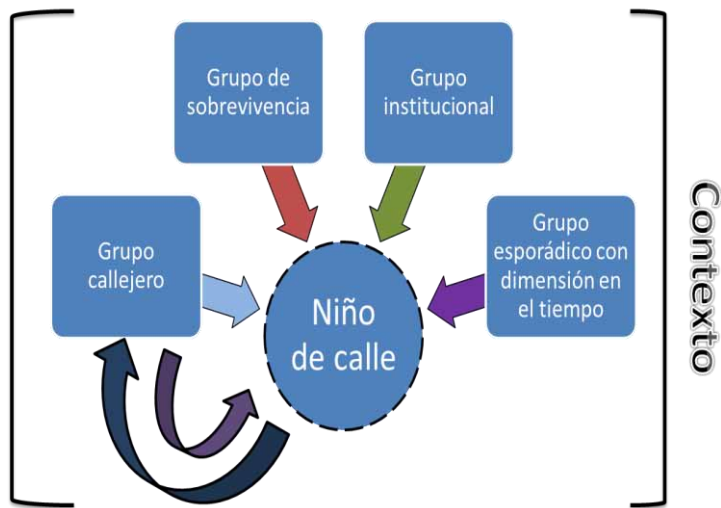 Grupo de
sobrevivencia
Grupo
institucional
Grupo
callejero
Grupo
esporádico con
dimensión en
el tiempo
Niño
de calle
Contexto